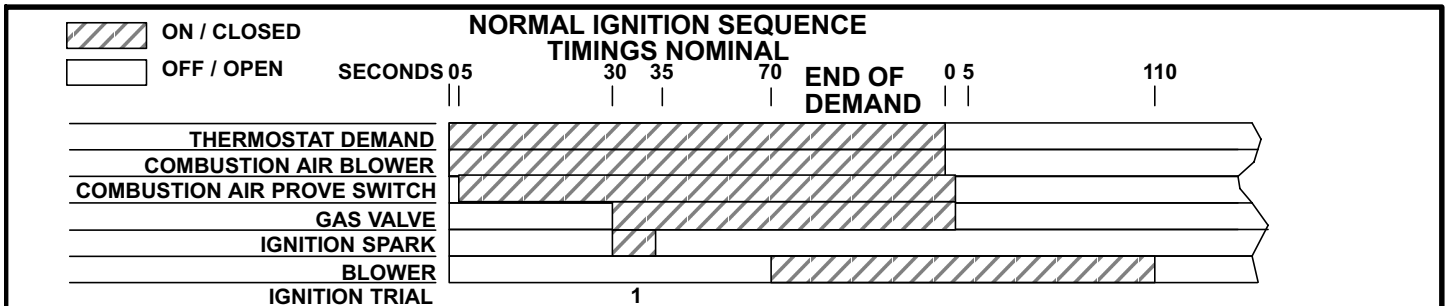 NORMAL IGNITION SEQUENCE
TIMINGS NOMINAL
ON / CLOSED
OFF / OPEN
SECONDS 0 5 30 35 70 END OF DEMAND 0 5 110
THERMOSTAT DEMAND
COMBUSTION AIR BLOWER
COMBUSTION AIR PROVE SWITCH
GAS VALVE
IGNITION SPARK
BLOWER
IGNITION TRIAL 1